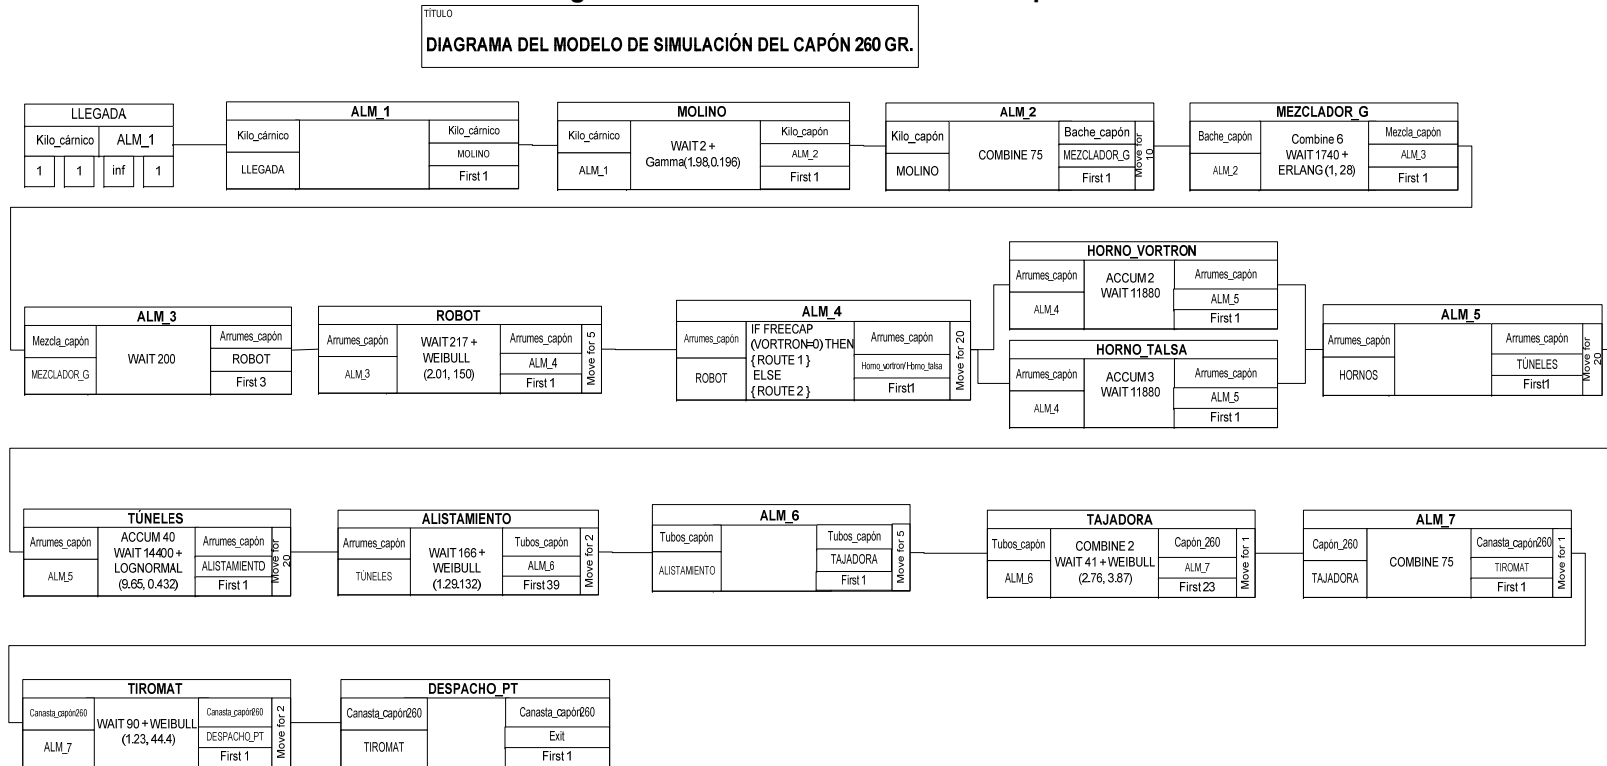 TÍTULO
DIAGRAMA DEL MODELO DE SIMULACIÓN DEL CAPÓN 260 GR.
LLEGADA
Kilo_cárnico
ALM_1
1
1
inf
1
ALM_1
Kilo_cárnico
LLEGADA
Kilo_cárnico
MOLINO
First 1
MOLINO
Kilo_cárnico
ALM_1
WAIT 2 +
Gamma(1.98,0.196)
Kilo_capón
ALM_2
First 1
ALM_2
Kilo_capón
MOLINO
COMBINE 75
Bache_capón
MEZCLADOR_G
First 1
Move for
10
MEZCLADOR_G
Bache_capón
ALM_2
Combine 6
WAIT 1740 +
ERLANG (1, 28)
Mezcla_capón
ALM_3
First 1
ALM_3
Mezcla_capón
MEZCLADOR_G
WAIT 200
Arrumes_capón
ROBOT
First 3
ROBOT
Arrumes_capón
ALM_3
WAIT 217 +
WEIBULL
(2.01, 150)
Arrumes_capón
ALM_4
First 1
Move for 5
ALM_4
Arrumes_capón
ROBOT
IF FREECAP
(VORTRON=0) THEN
{ ROUTE 1 }
ELSE
{ ROUTE 2 }
Arrumes_capón
Horno_vortron/Horno_talsa
First1
Move for 20
HORNO_VORTRON
Arrumes_capón
ALM_4
ACCUM 2
WAIT 11880
Arrumes_capón
ALM_5
First 1
HORNO_TALSA
Arrumes_capón
ALM_4
ACCUM 3
WAIT 11880
Arrumes_capón
ALM_5
First 1
ALM_5
Arrumes_capón
HORNOS
Arrumes_capón
TÚNELES
First1
Move for
20
TÚNELES
Arrumes_capón
ALM_5
ACCUM 40
WAIT 14400 +
LOGNORMAL
(9.65, 0.432)
Arrumes_capón
ALISTAMIENTO
First 1
Move for
20
ALISTAMIENTO
Arrumes_capón
TÚNELES
WAIT 166 +
WEIBULL
(1.29.132)
Tubos_capón
ALM_6
First 39
Move for 2
ALM_6
Tubos_capón
ALISTAMIENTO
Tubos_capón
TAJADORA
First 1
Move for 5
TAJADORA
Tubos_capón
ALM_6
COMBINE 2
WAIT 41 + WEIBULL
(2.76, 3.87)
Capón_260
ALM_7
First 23
Move for 1
ALM_7
Capón_260
TAJADORA
COMBINE 75
Canasta_capón260
TIROMAT
First 1
Move for 1
TIROMAT
Canasta_capón260
ALM_7
WAIT 90 + WEIBULL
(1.23, 44.4)
Canasta_capón260
DESPACHO_PT
First 1
Move for 2
DESPACHO_PT
Canasta_capón260
TIROMAT
Canasta_capón260
Exit
First 1